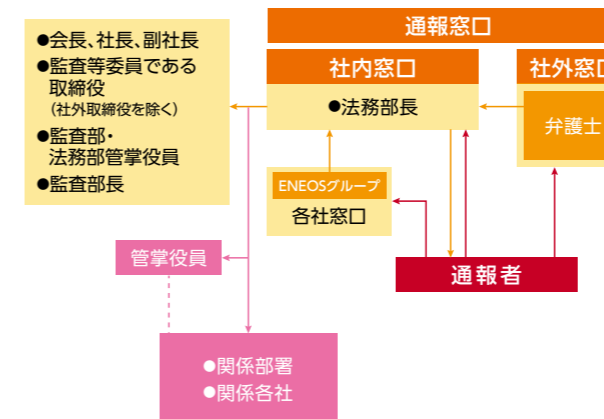 通報窓口
●会長、社長、副社長
●監査等委員である
取締役
（社外取締役を除く）
●監査部・
法務部管掌役員
●監査部長
社内窓口
●法務部長
社外窓口
弁護士
ENEOSグループ
各社窓口
管掌役員
通報者
●関係部署
●関係各社